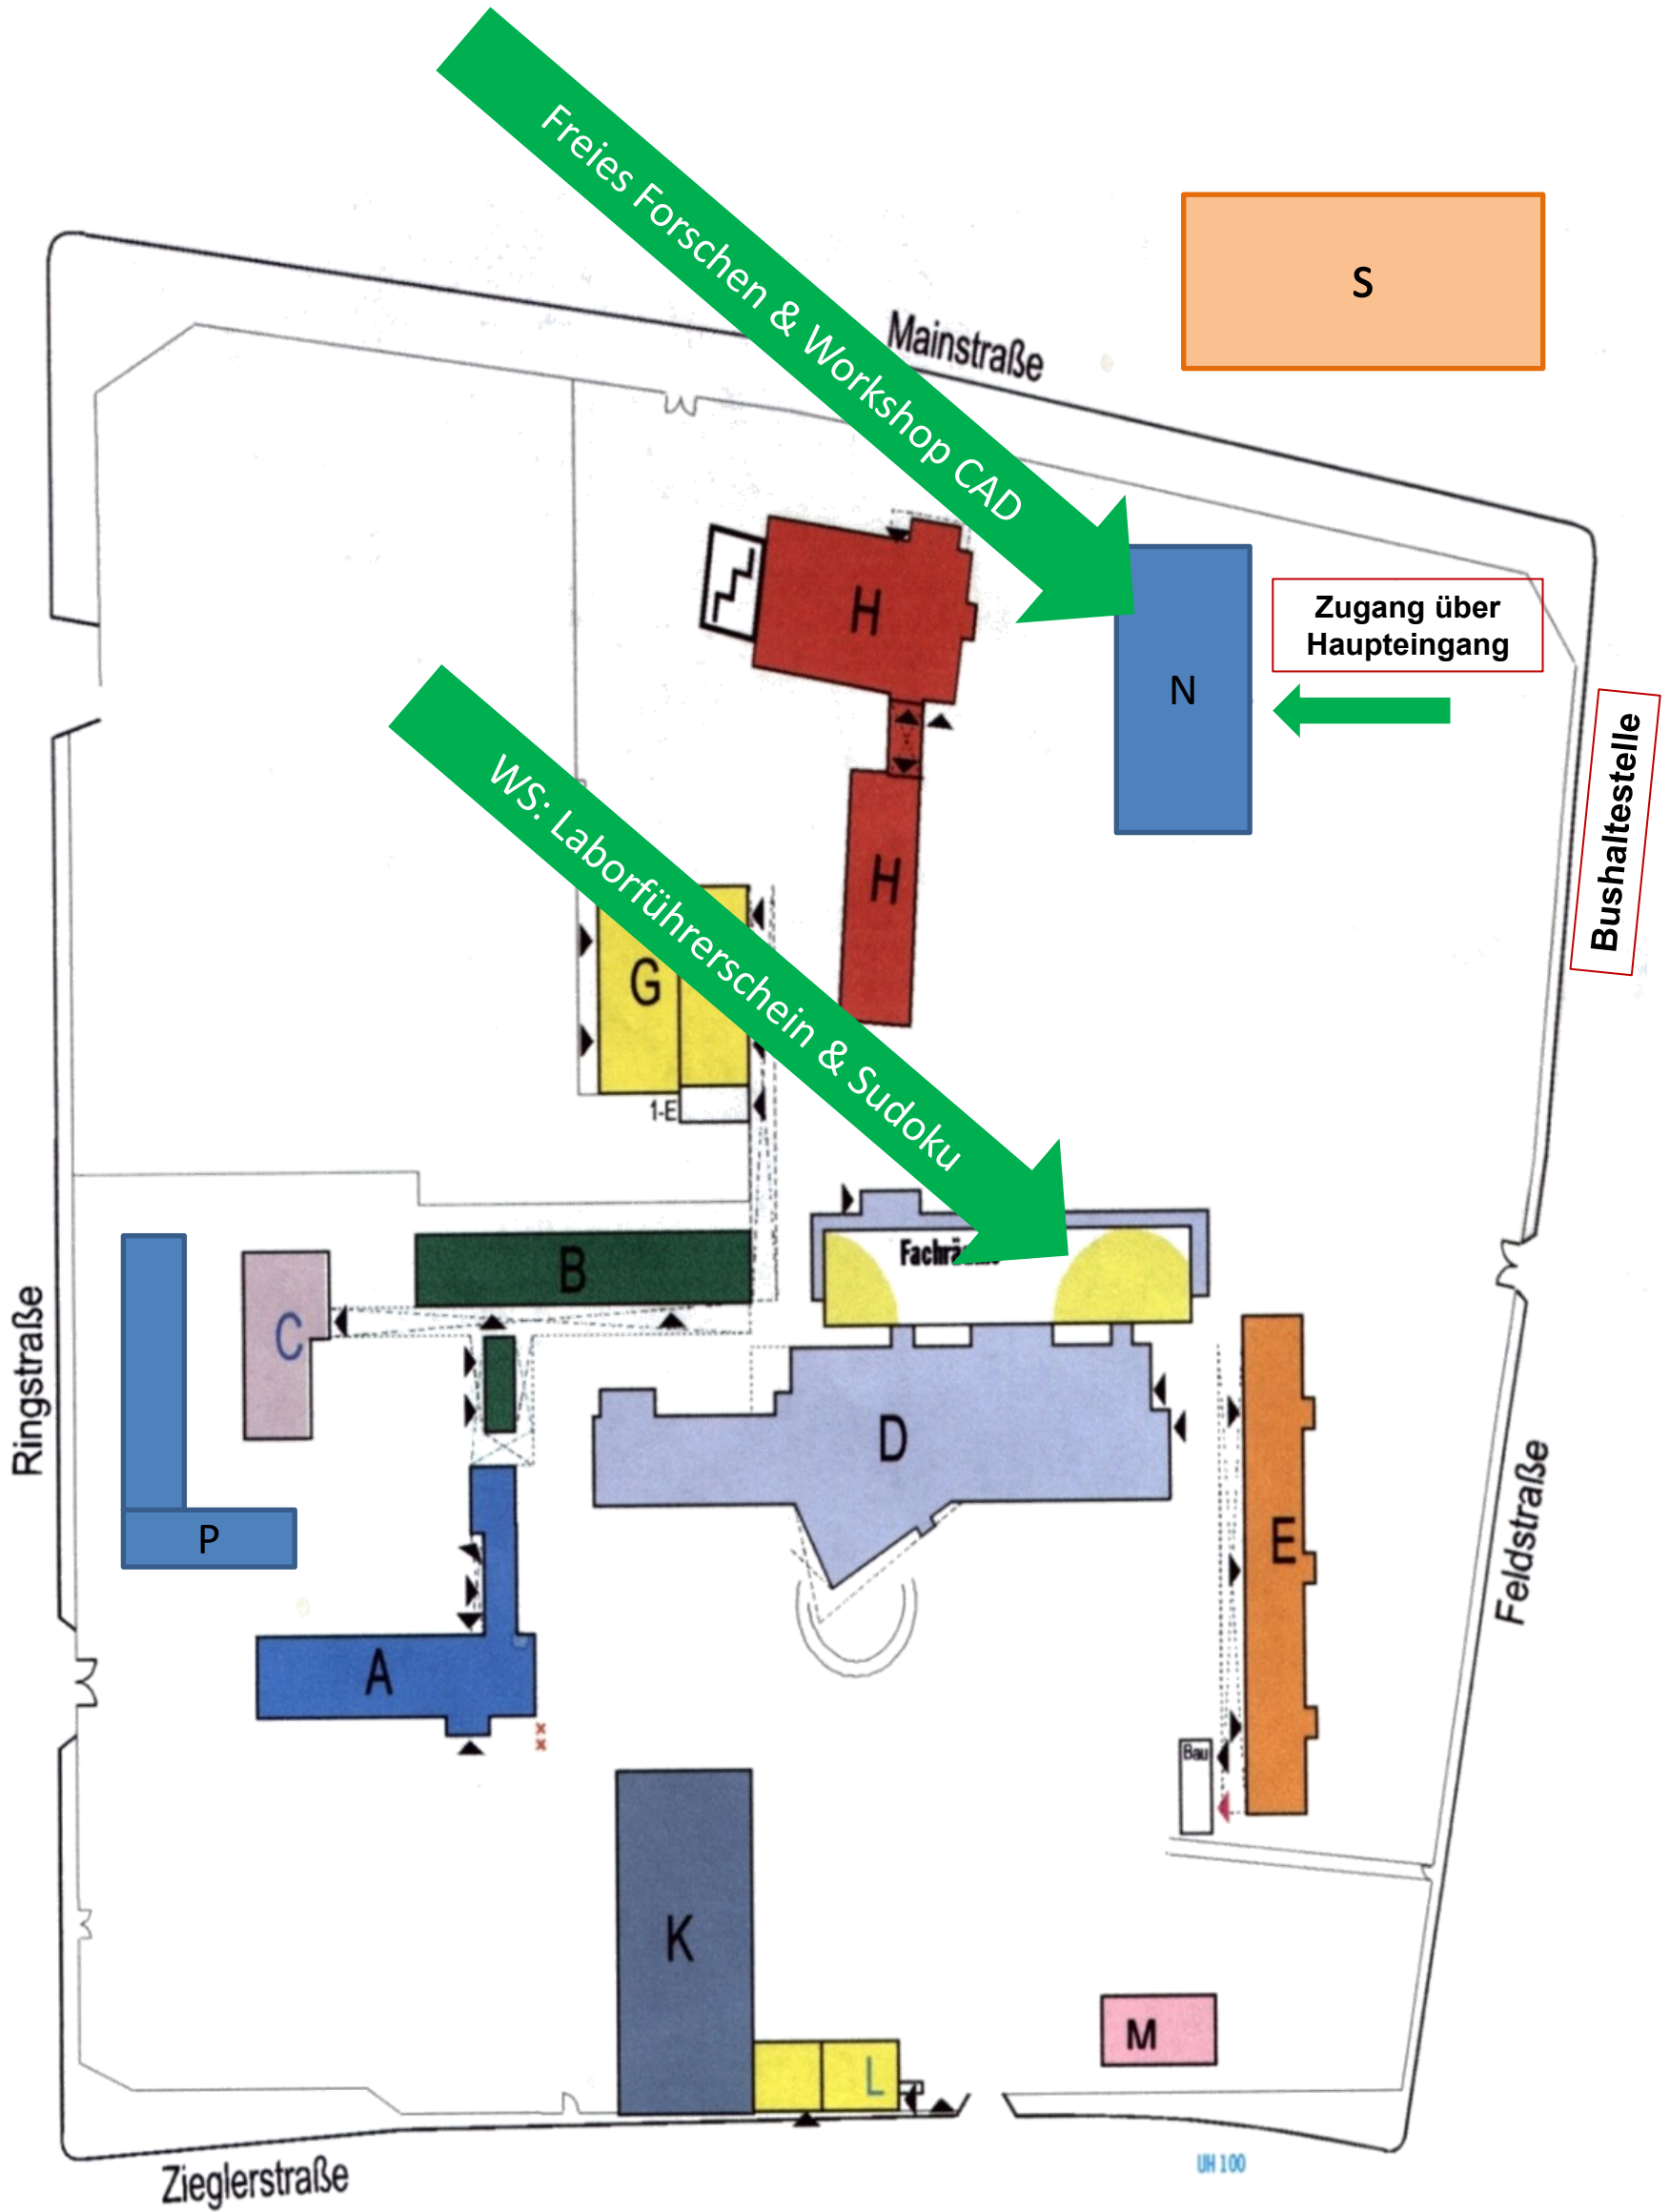 Freies Forschen & Workshop CAD
S
Mainstraße
H
Zugang über
Haupteingang
N
Bushaltestelle
WS: Laborführerschein & Sudoku
H
G
1-E
B
C
D
Ringstraße
P
E
Feldstraße
A
Bau
K
M
L
Zieglerstraße
UH 100